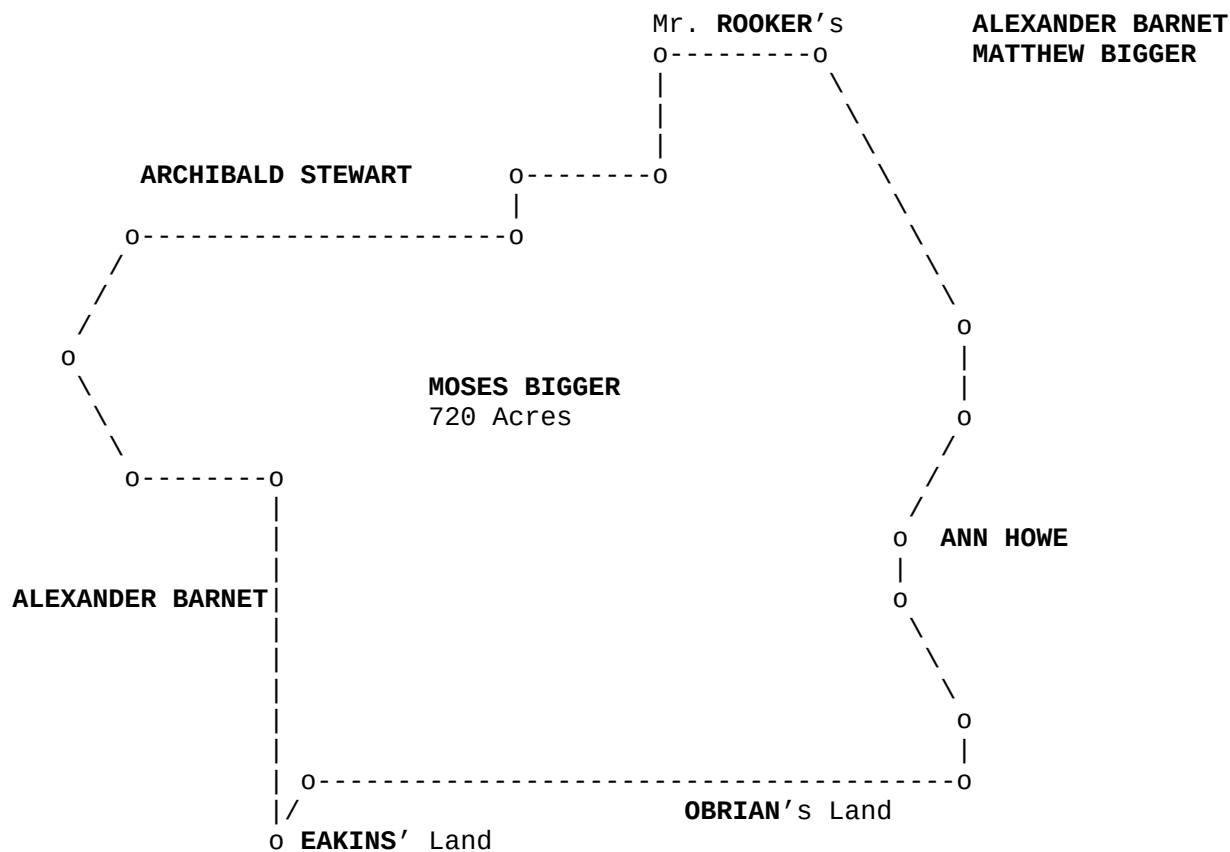 Mr. ROOKER's ALEXANDER BARNET
MATTHEW BIGGER
ARCHIBALD STEWART
MOSES BIGGER
720 Acres
ANN HOWE
ALEXANDER BARNET
OBRIAN's Land
EAKINS' Land